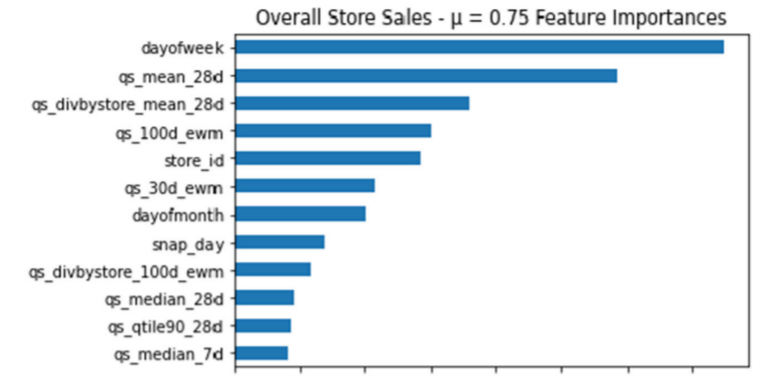 Overall Store Sales - μ = 0.75 Feature Importances
dayofweek
qs_mean_28d
qs_divbystore_mean_28d
qs_100d_ewm
store_id
qs_30d_ewm
dayofmonth
snap_day
qs_divbystore_100d_ewm
qs_median_28d
qs_qtile90_28d
qs_median_7d